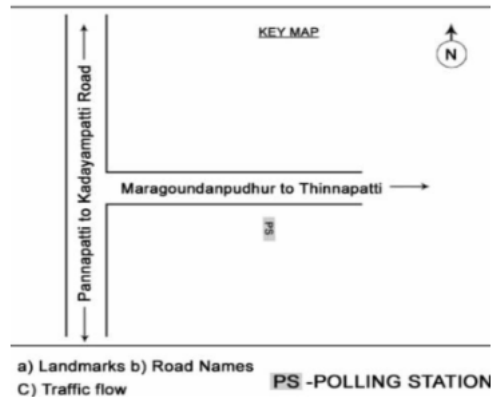 KEY MAP
N
Pannapatti to Kadayampatti Road
Maragoundanpudhur to Thinnapatti
PS
a) Landmarks b) Road Names
C) Traffic flow
PS -POLLING STATION